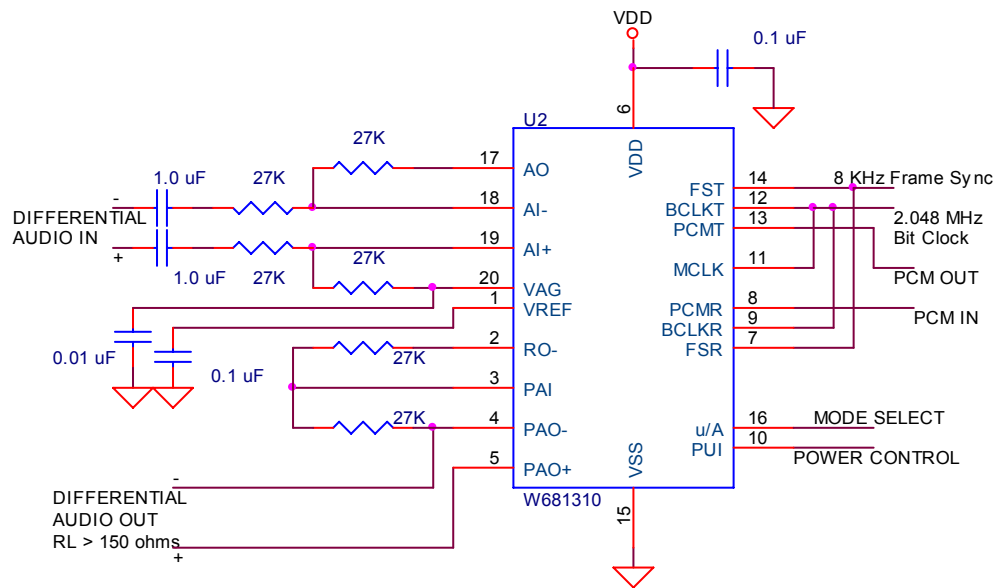 VDD
0.1 uF
6
U2
VDD
27K
17
AO
14
FST
8 KHz Frame Sync
1.0 uF
27K
18
AI-
12
BCLKT
2.048 MHz
Bit Clock
-
DIFFERENTIAL
AUDIO IN
+
13
PCMT
PCM OUT
19
AI+
1.0 uF
27K
27K
11
MCLK
20
VAG
1
VREF
8
PCMR
PCM IN
9
BCLKR
7
FSR
0.01 uF
0.1 uF
27K
2
RO-
3
PAI
27K
4
PAO-
16
u/A
MODE SELECT
10
PUI
POWER CONTROL
5
PAO+
VSS
15
W681310
-
DIFFERENTIAL
AUDIO OUT
RL > 150 ohms
+